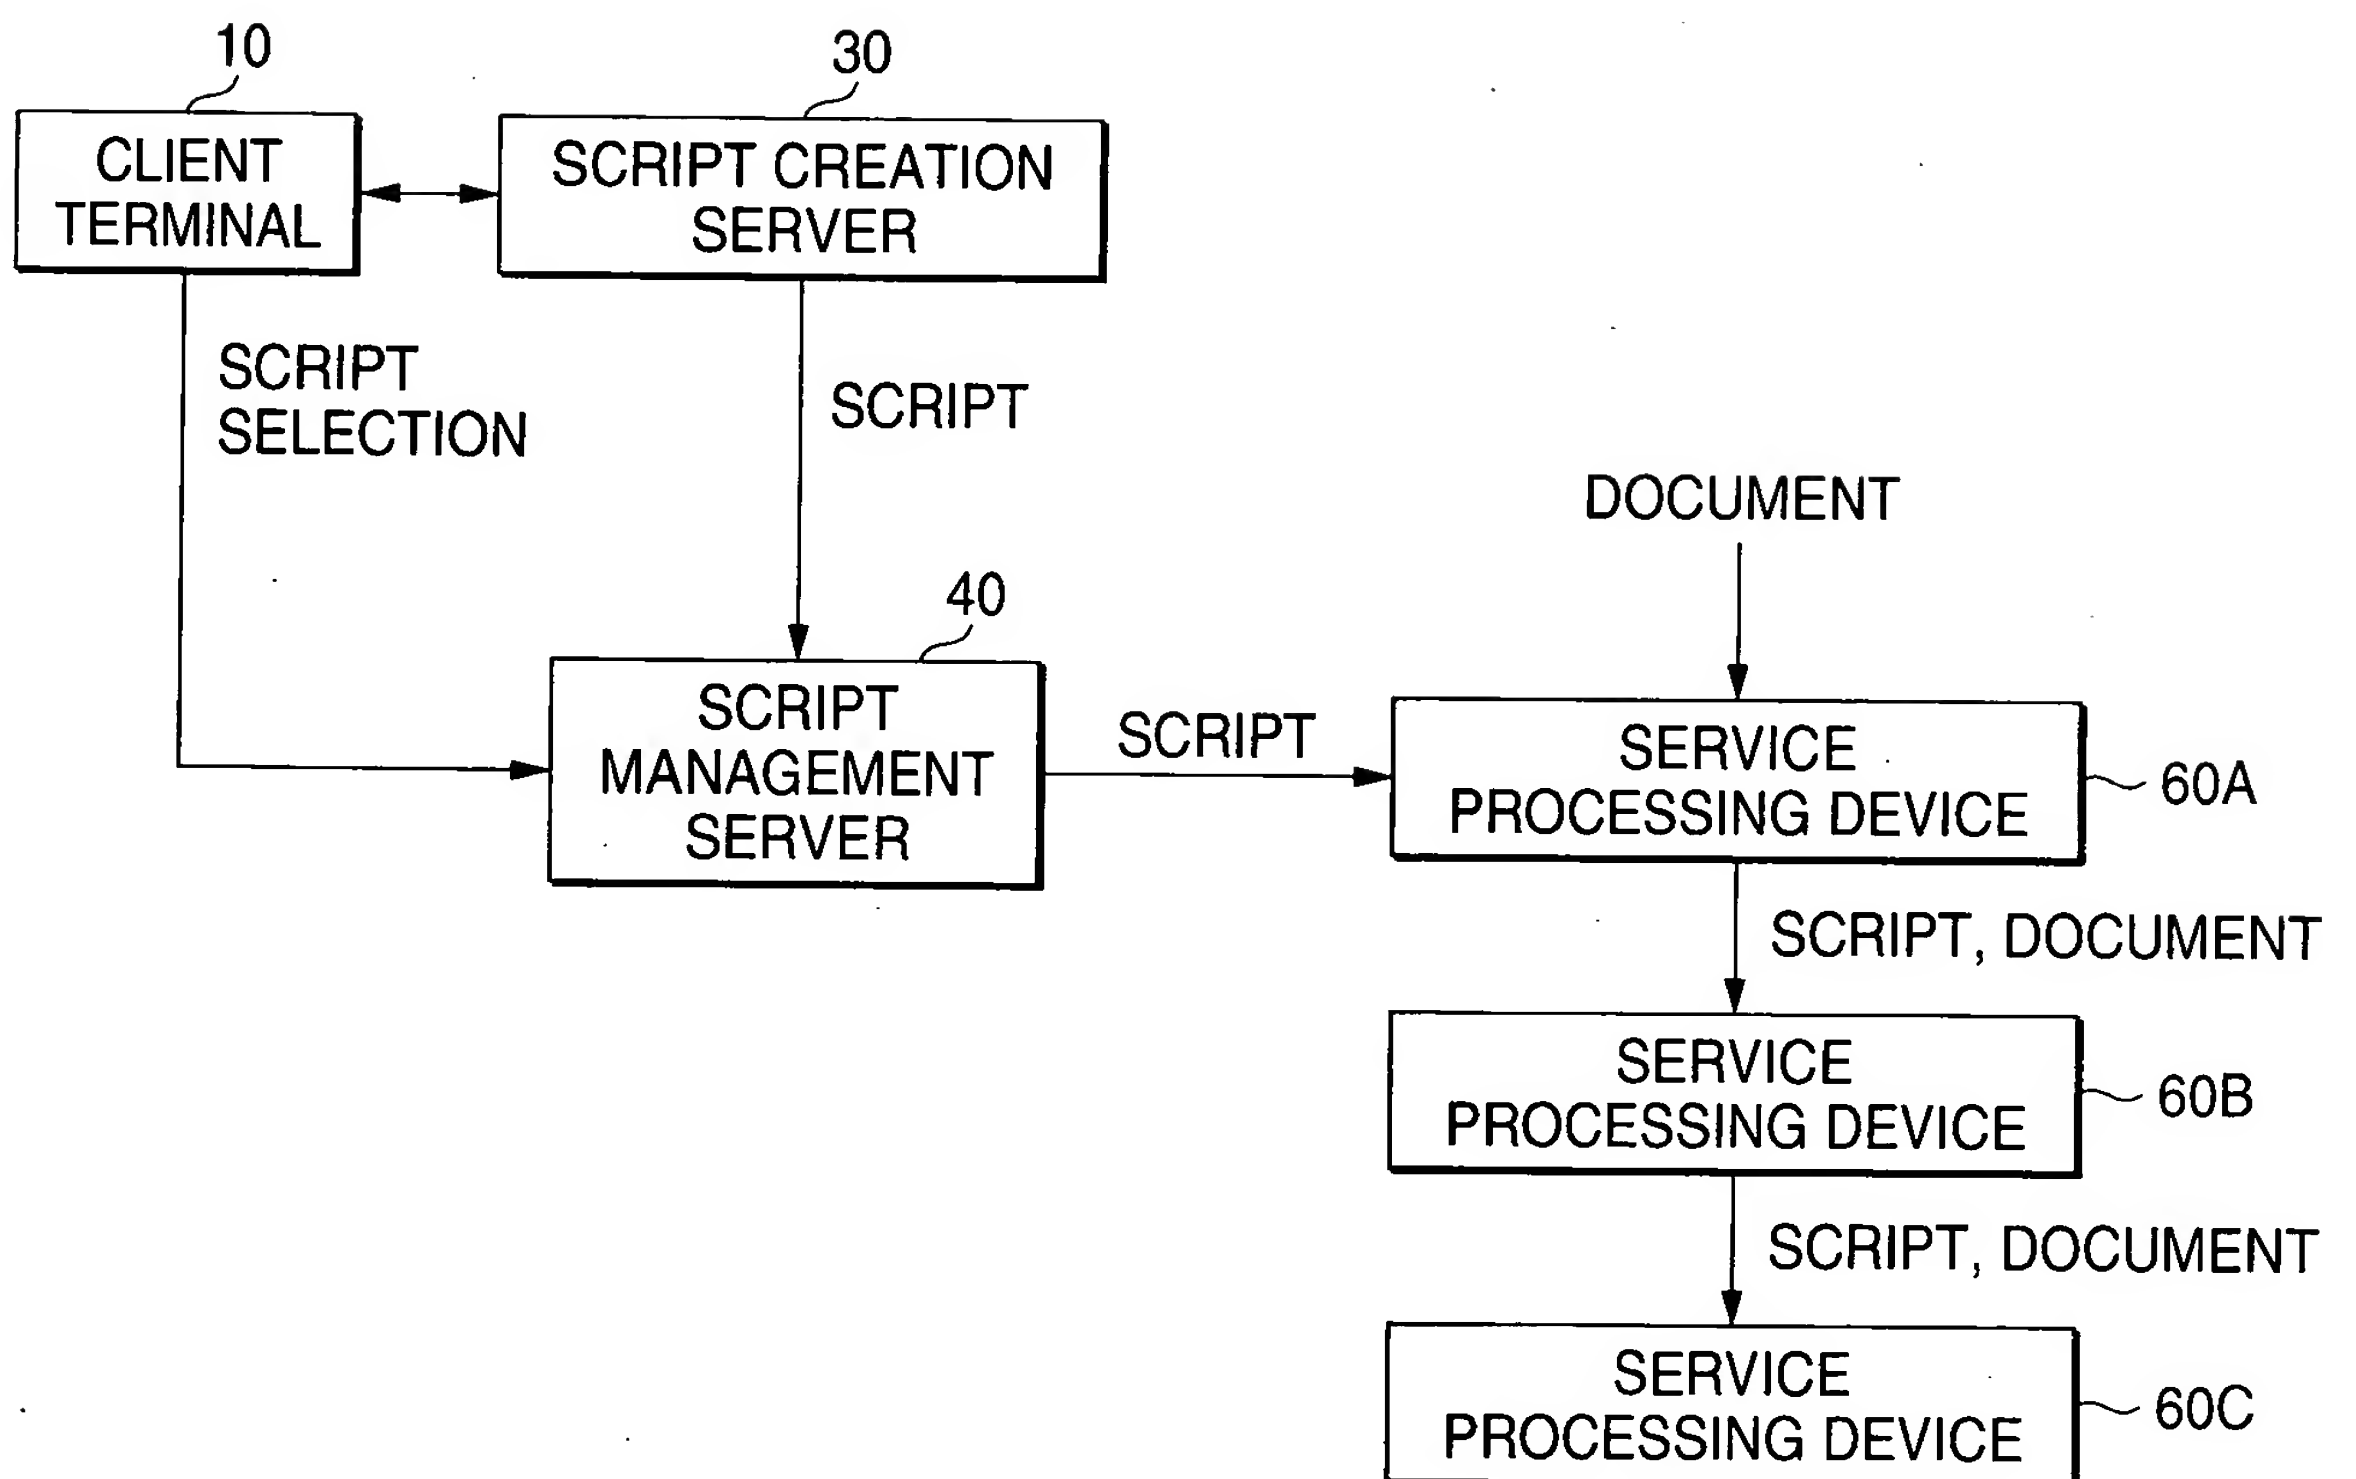 10
30
CLIENT
TERMINAL
SCRIPT CREATION
SERVER
SCRIPT
SELECTION
SCRIPT
DOCUMENT
40
SCRIPT
MANAGEMENT
SERVER
SCRIPT
SERVICE
PROCESSING DEVICE
60A
SCRIPT, DOCUMENT
SERVICE
PROCESSING DEVICE
60B
SCRIPT, DOCUMENT
SERVICE
PROCESSING DEVICE
60C